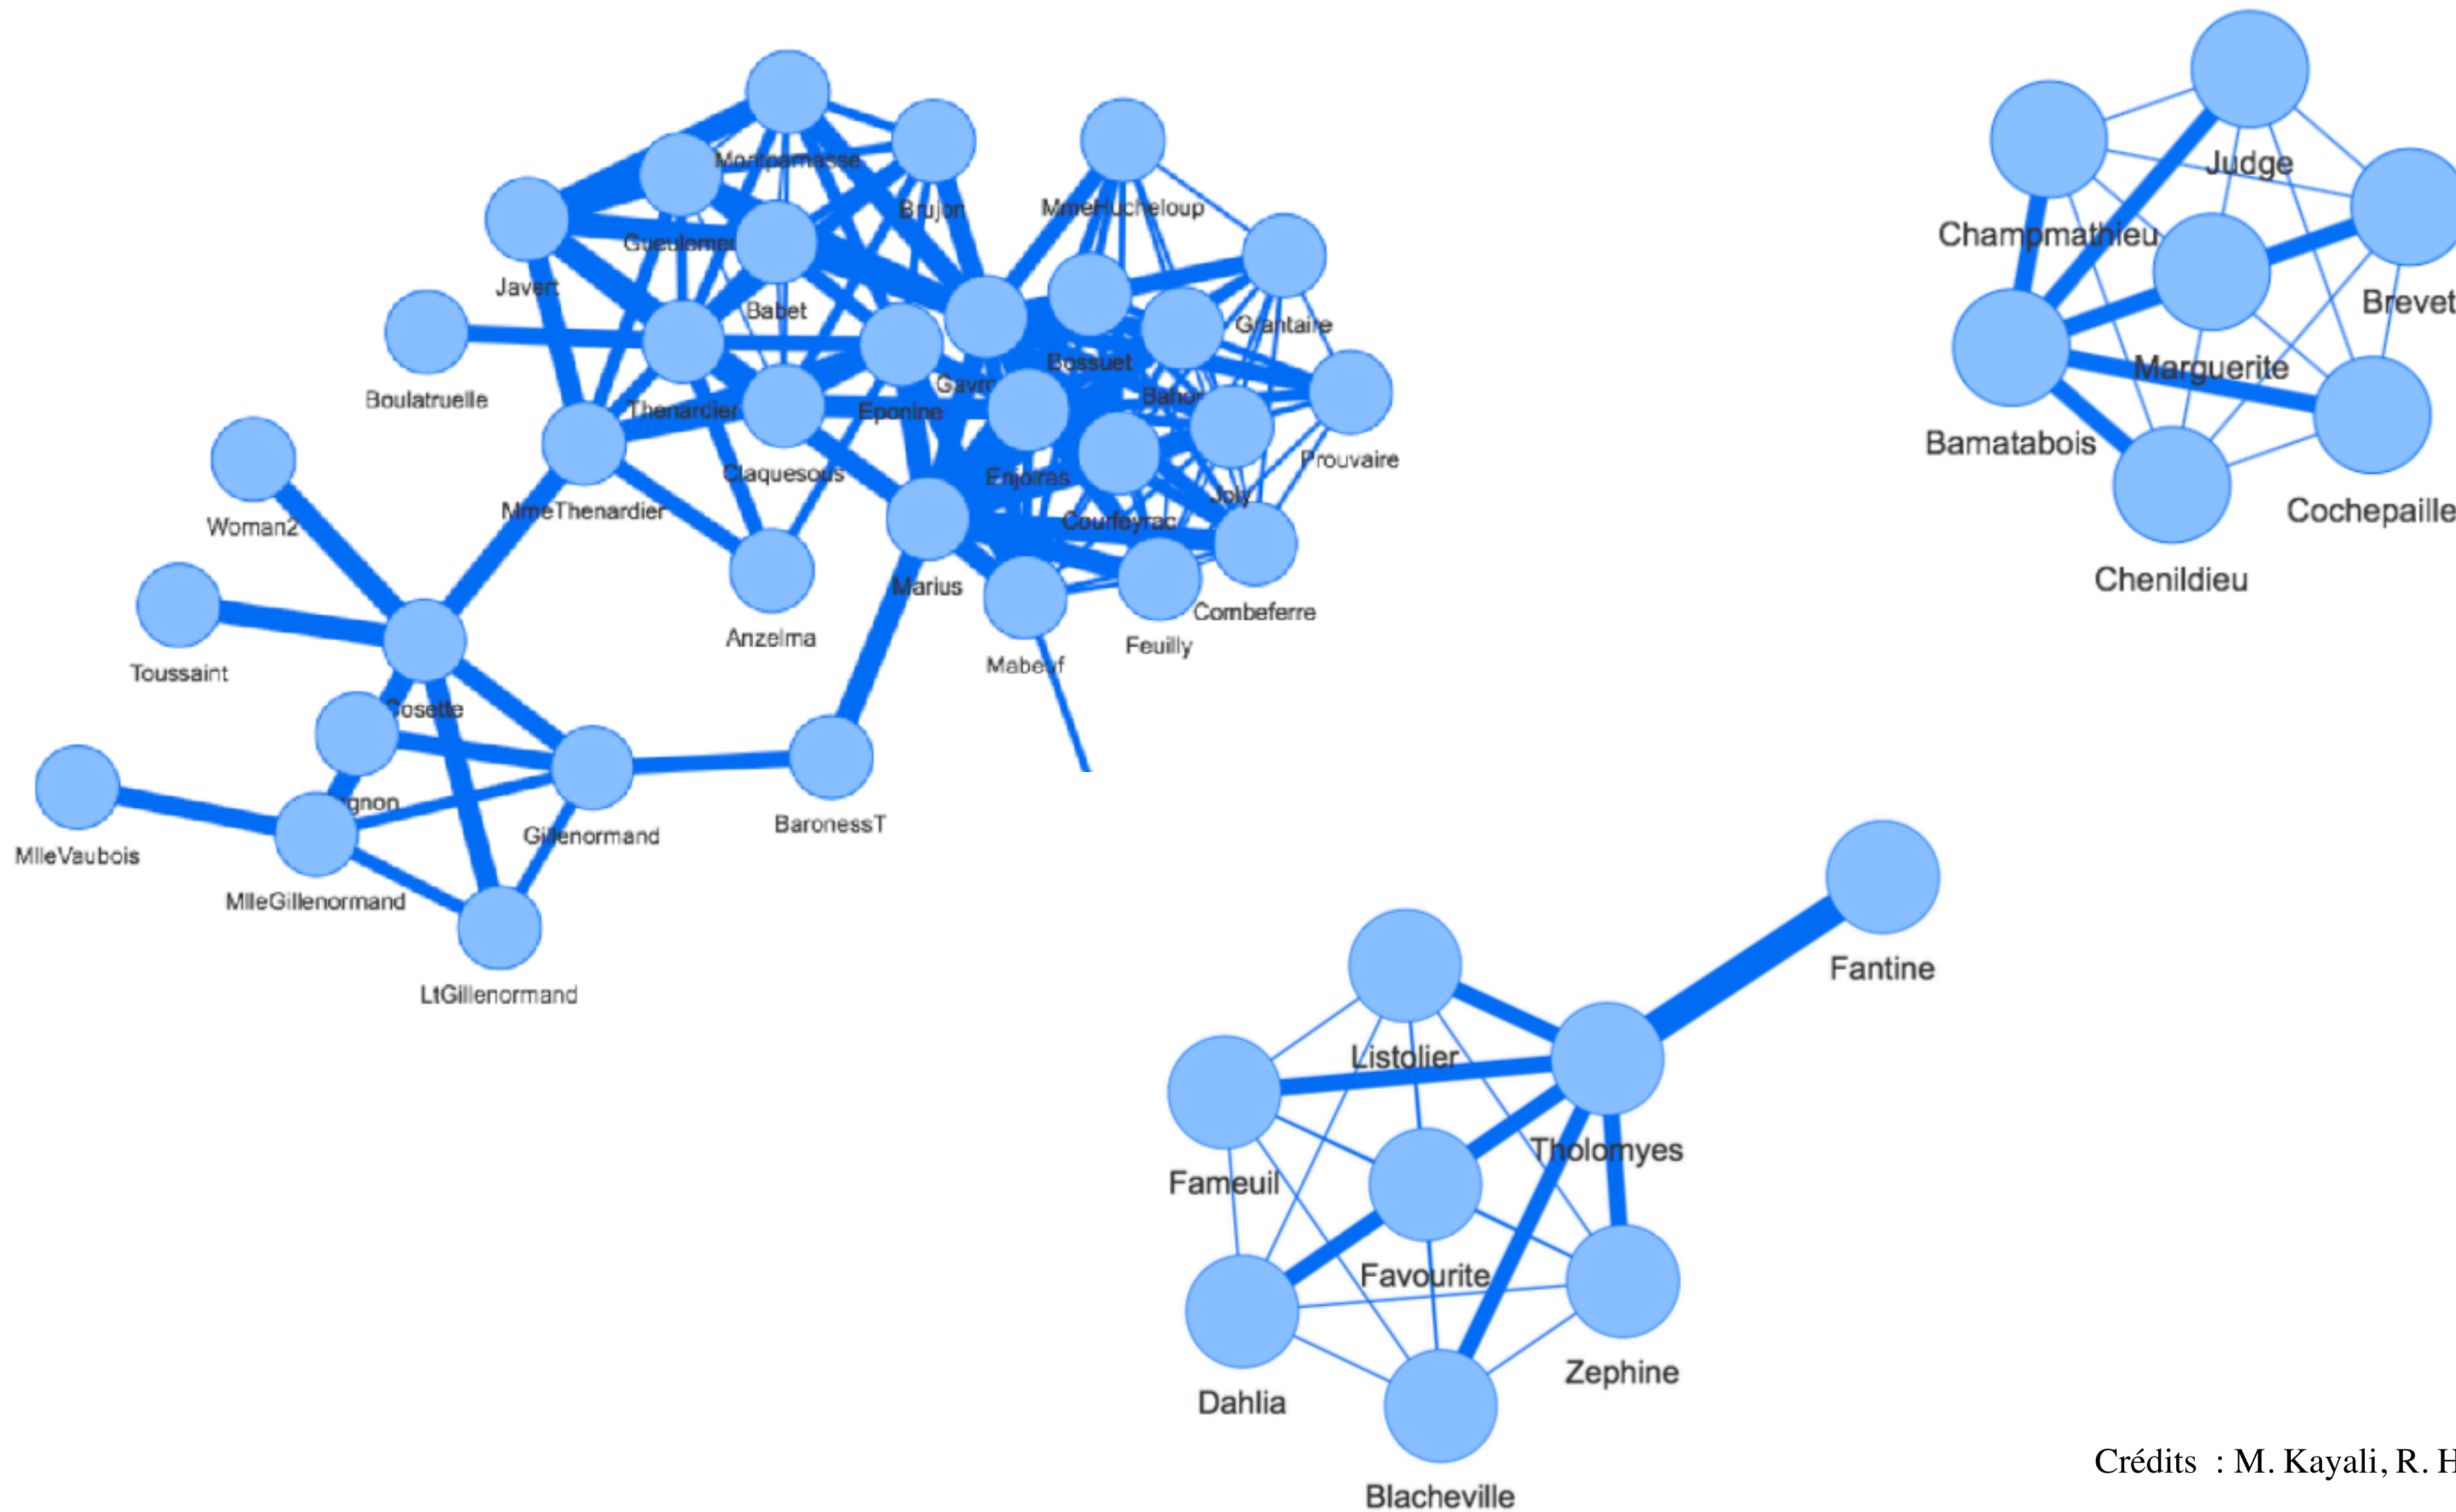 Judge
Montparnasse
Brujon
MmeHucheloup
Champmathieu
Javert
Babet
Grantaire
Brevet
Bossuet
Marguerite
Boulatruelle
Thenardier
Eponine
Bamatabois
Prouvaire
Claquesous
Enjolras
Joly
MmeThenardier
Courfeyrac
Cochepaille
Woman2
Chenildieu
Marius
Combeferre
Anzelma
Feuilly
Mabeuf
Toussaint
Cosette
Gillenormand
BaronessT
MlleVaubois
MlleGillenormand
LtGillenormand
Fantine
Listolier
Tholomyes
Fameuil
Favourite
Zephine
Dahlia
Blacheville
Crédits : M. Kayali, R. H